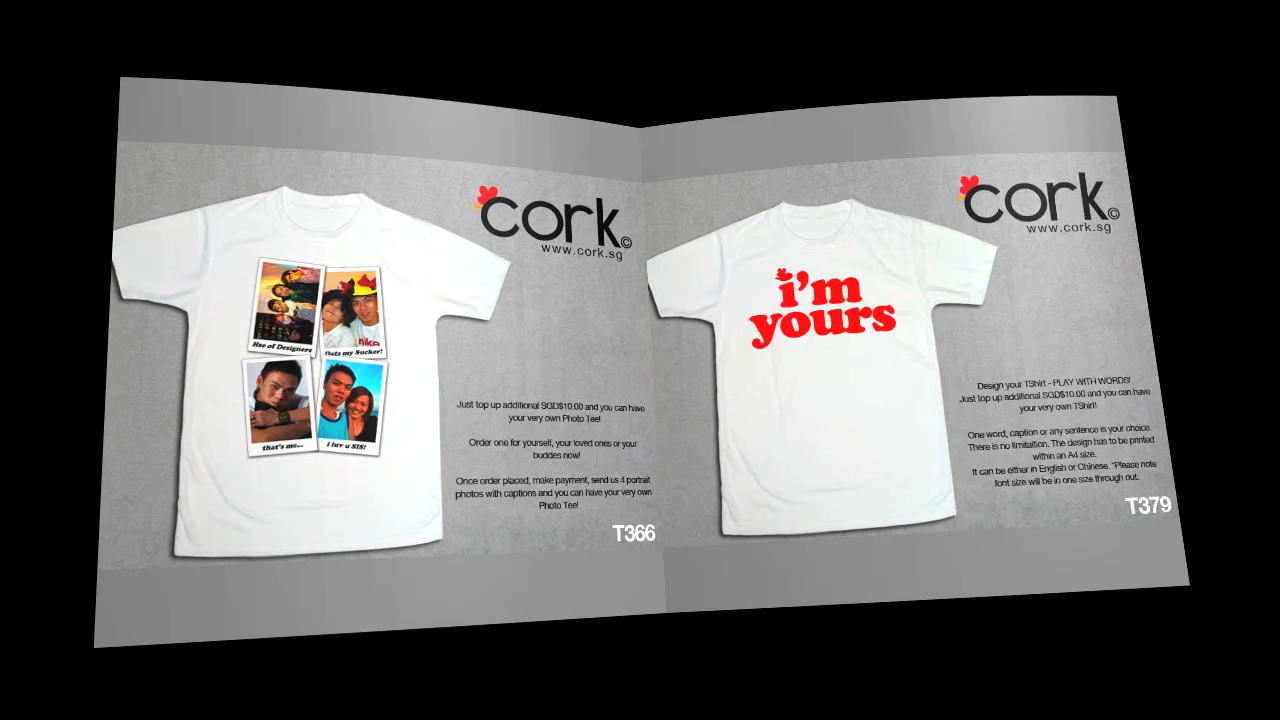 cork©
www.cork.sg
Hse of Designers
thats my Sucker!
that's me...
i luv u SIS!
Just top up additional SGD$10.00 and you can have
your very own Photo Tee!
Order one for yourself, your loved ones or your
buddes now!
Once order placed, make payment, send us 4 portrait
photos with captions and you can have your very own
Photo Tee!
T366
cork©
www.cork.sg
i'm
yours
Design your TShirt - PLAY WITH WORDS!
Just top up additional SGD$10.00 and you can have
your very own TShirt!
One word, caption or any sentence is your choice.
There is no limitaition. The design has to be printed
within an A4 size.
It can be either in English or Chinese. *Please note
font size will be in one size through out.
T379